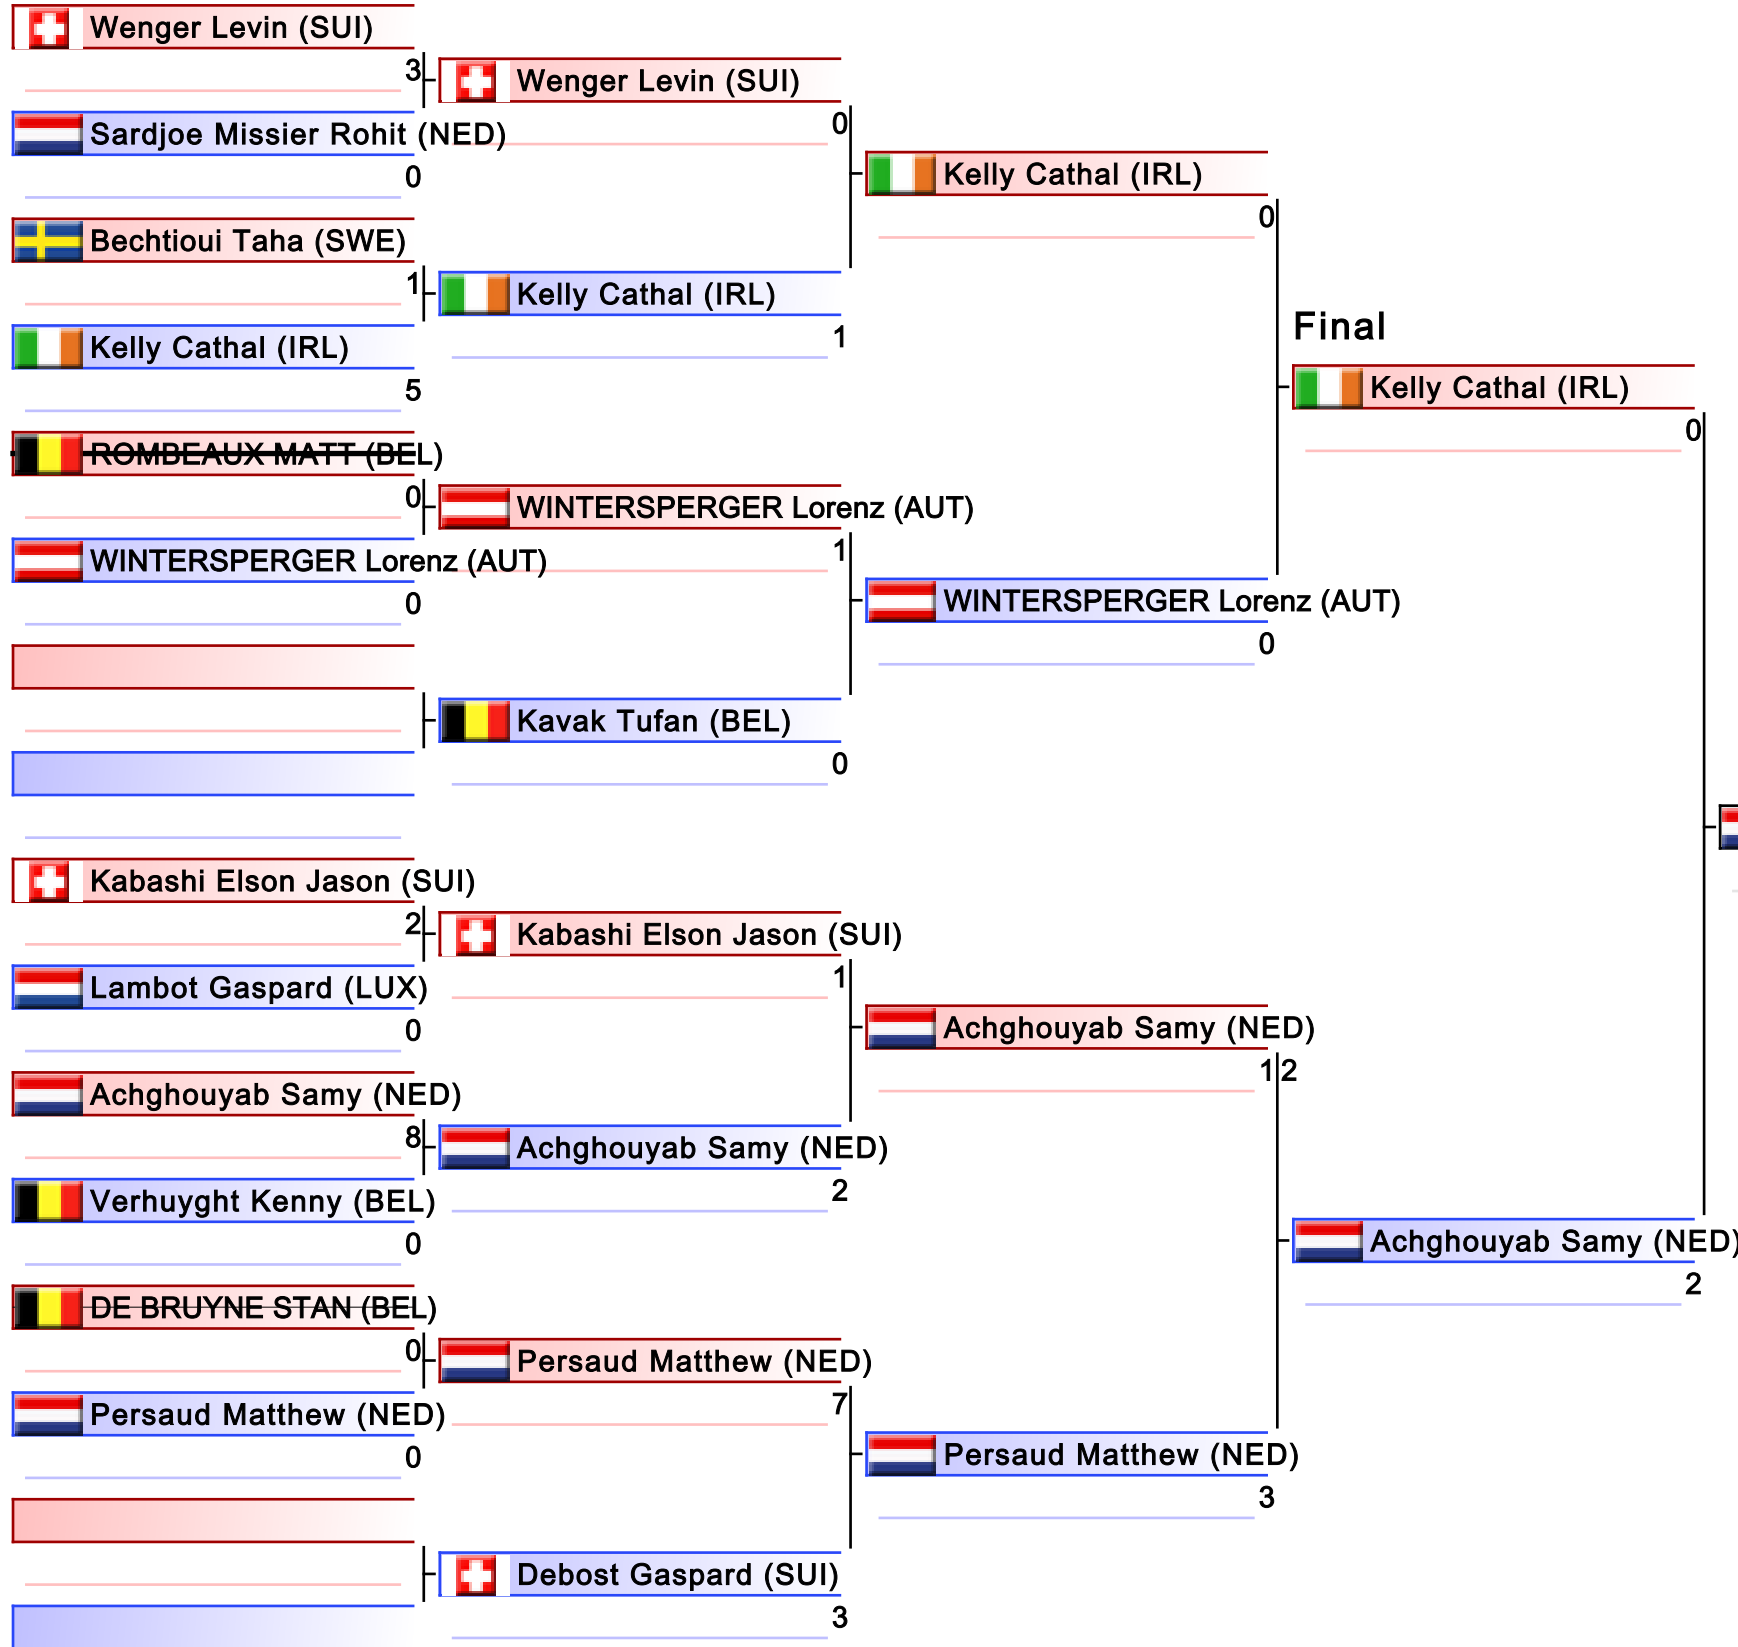 Wenger Levin (SUI)
3
Sardjoe Missier Rohit (NED)
0
Bechtioui Taha (SWE)
1
Kelly Cathal (IRL)
5
ROMBEAUX MATT (BEL)
0
WINTERSPERGER Lorenz (AUT)
0
Kabashi Elson Jason (SUI)
2
Lambot Gaspard (LUX)
0
Achghouyab Samy (NED)
8
Verhuyght Kenny (BEL)
0
DE BRUYNE STAN (BEL)
0
Persaud Matthew (NED)
0
Wenger Levin (SUI)
0
Kelly Cathal (IRL)
1
WINTERSPERGER Lorenz (AUT)
1
Kavak Tufan (BEL)
0
Kabashi Elson Jason (SUI)
1
Achghouyab Samy (NED)
2
Persaud Matthew (NED)
7
Debost Gaspard (SUI)
3
Kelly Cathal (IRL)
0
WINTERSPERGER Lorenz (AUT)
0
Achghouyab Samy (NED)
12
Persaud Matthew (NED)
3
Final
Kelly Cathal (IRL)
0
Achghouyab Samy (NED)
2